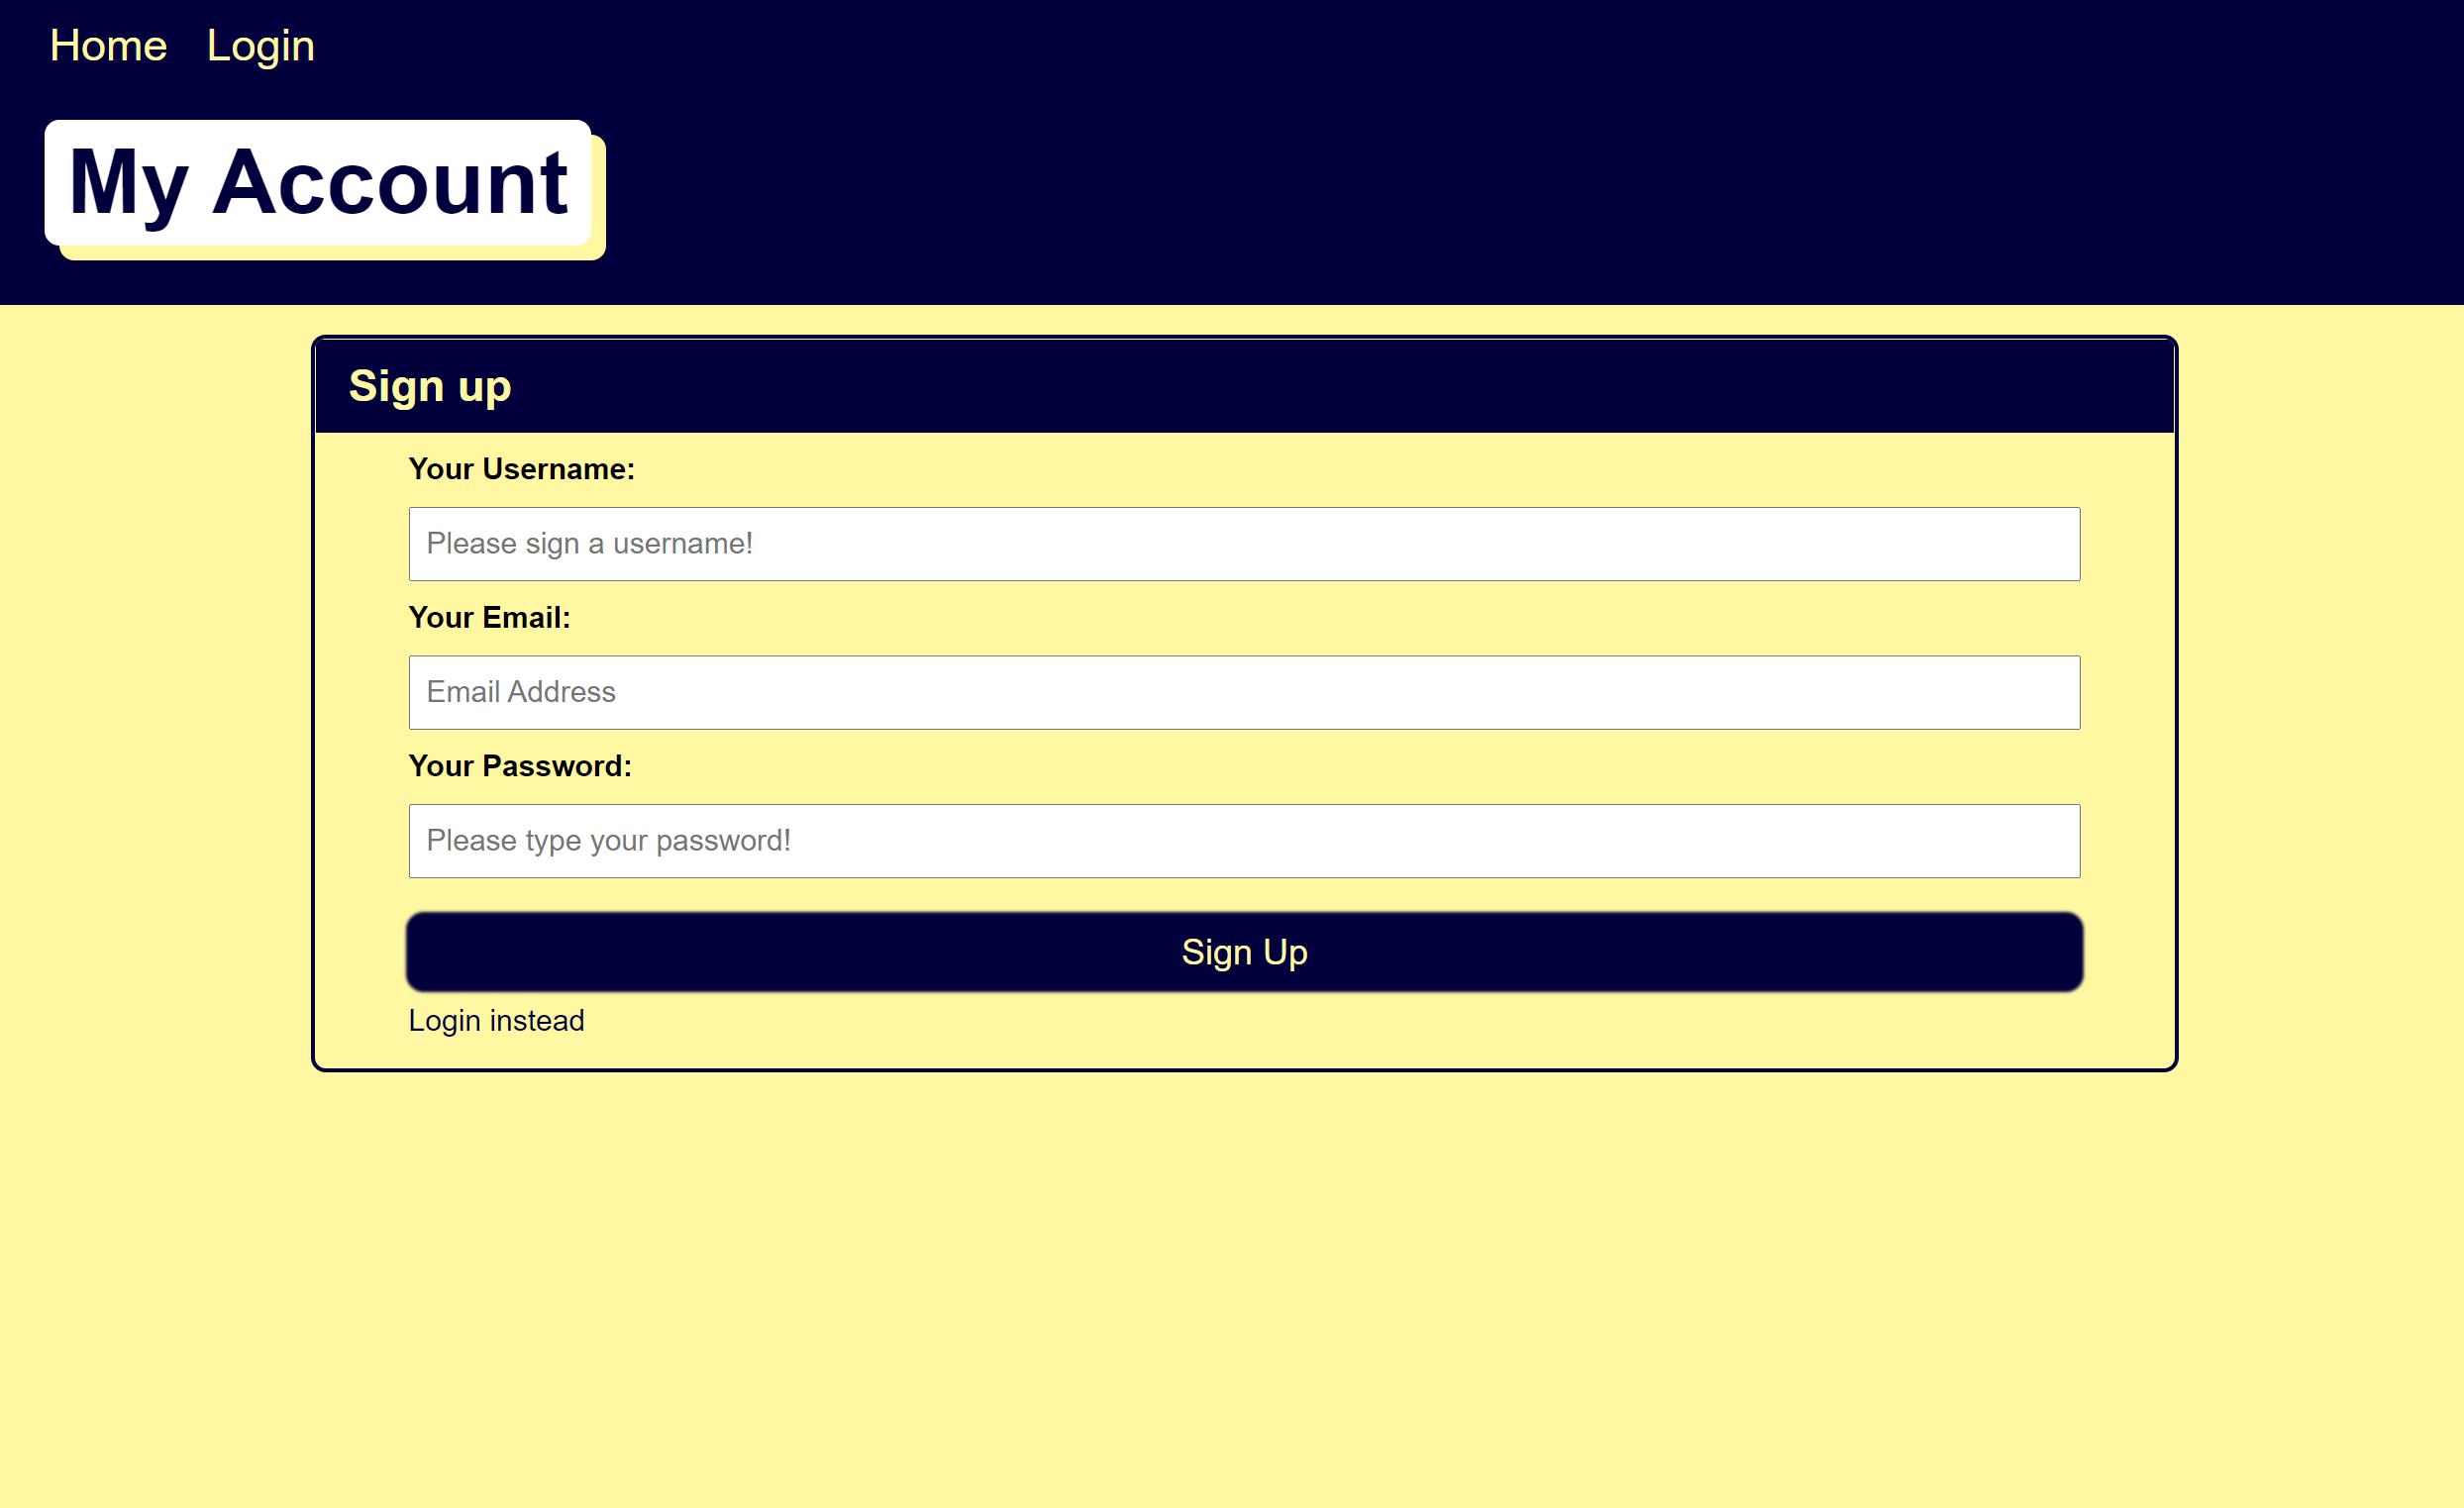 Home Login
My Account
Sign up
Your Username:
Please sign a username!
Your Email:
Email Address
Your Password:
Please type your password!
Sign Up
Login instead